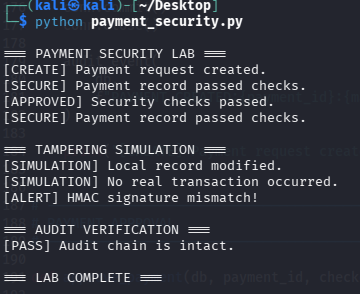 ┌──(kali㉿kali)-[~/Desktop]
└─$ python payment_security.py
=== PAYMENT SECURITY LAB ===
[CREATE] Payment request created.
[SECURE] Payment record passed checks.
[APPROVED] Security checks passed.
[SECURE] Payment record passed checks.
=== TAMPERING SIMULATION ===
[SIMULATION] Local record modified.
[SIMULATION] No real transaction occurred.
[ALERT] HMAC signature mismatch!
=== AUDIT VERIFICATION ===
[PASS] Audit chain is intact.
=== LAB COMPLETE ===